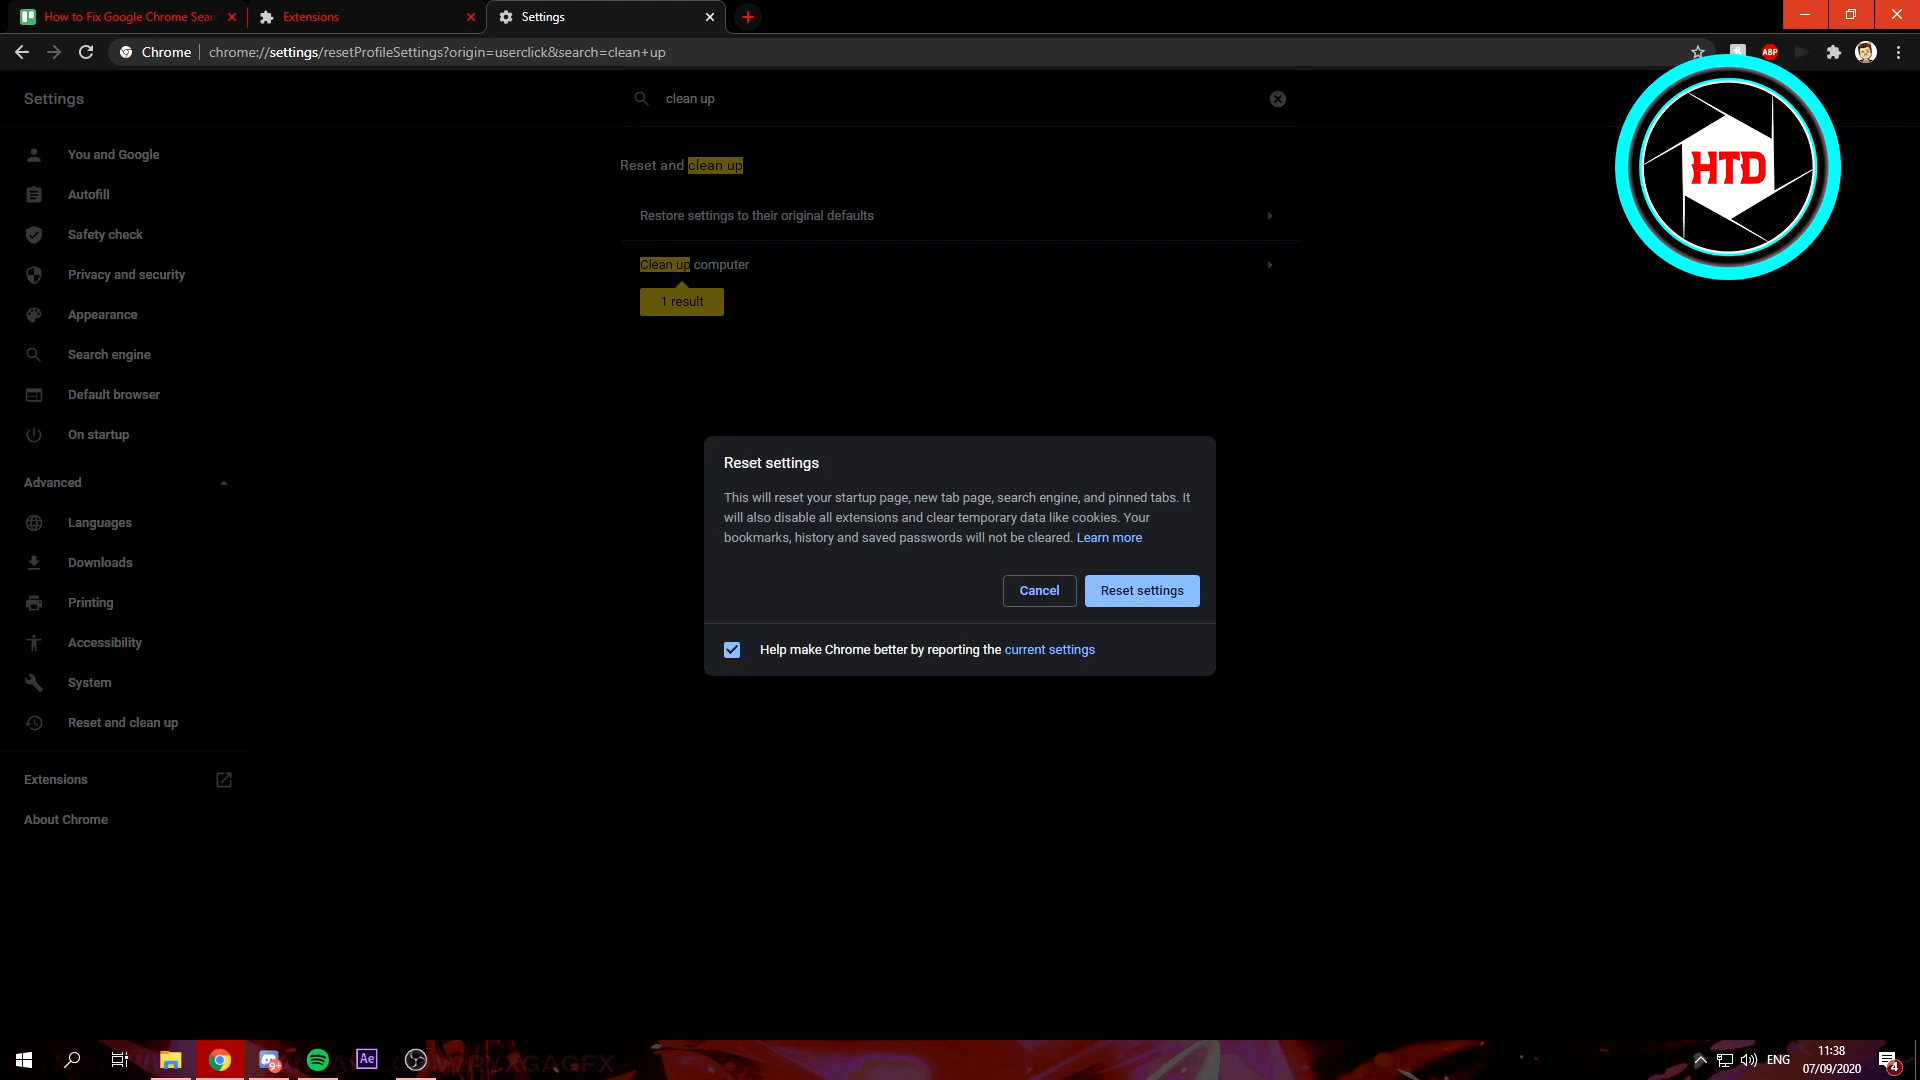 How to Fix Google Chrome Sear
Extensions
Settings
Chrome
chrome://settings/resetProfileSettings?origin=userclick&search=clean+up
ABP
Settings
clean up
HTD
You and Google
Autofill
Safety check
Privacy and security
Appearance
Search engine
Default browser
On startup
Advanced
Languages
Downloads
Printing
Accessibility
System
Reset and clean up
Extensions
About Chrome
Reset and clean up
Restore settings to their original defaults
Clean up computer
1 result
Reset settings
This will reset your startup page, new tab page, search engine, and pinned tabs. It
will also disable all extensions and clear temporary data like cookies. Your
bookmarks, history and saved passwords will not be cleared. Learn more
Cancel
Reset settings
Help make Chrome better by reporting the current settings
9+
Ae
ENG
11:38
07/09/2020
4